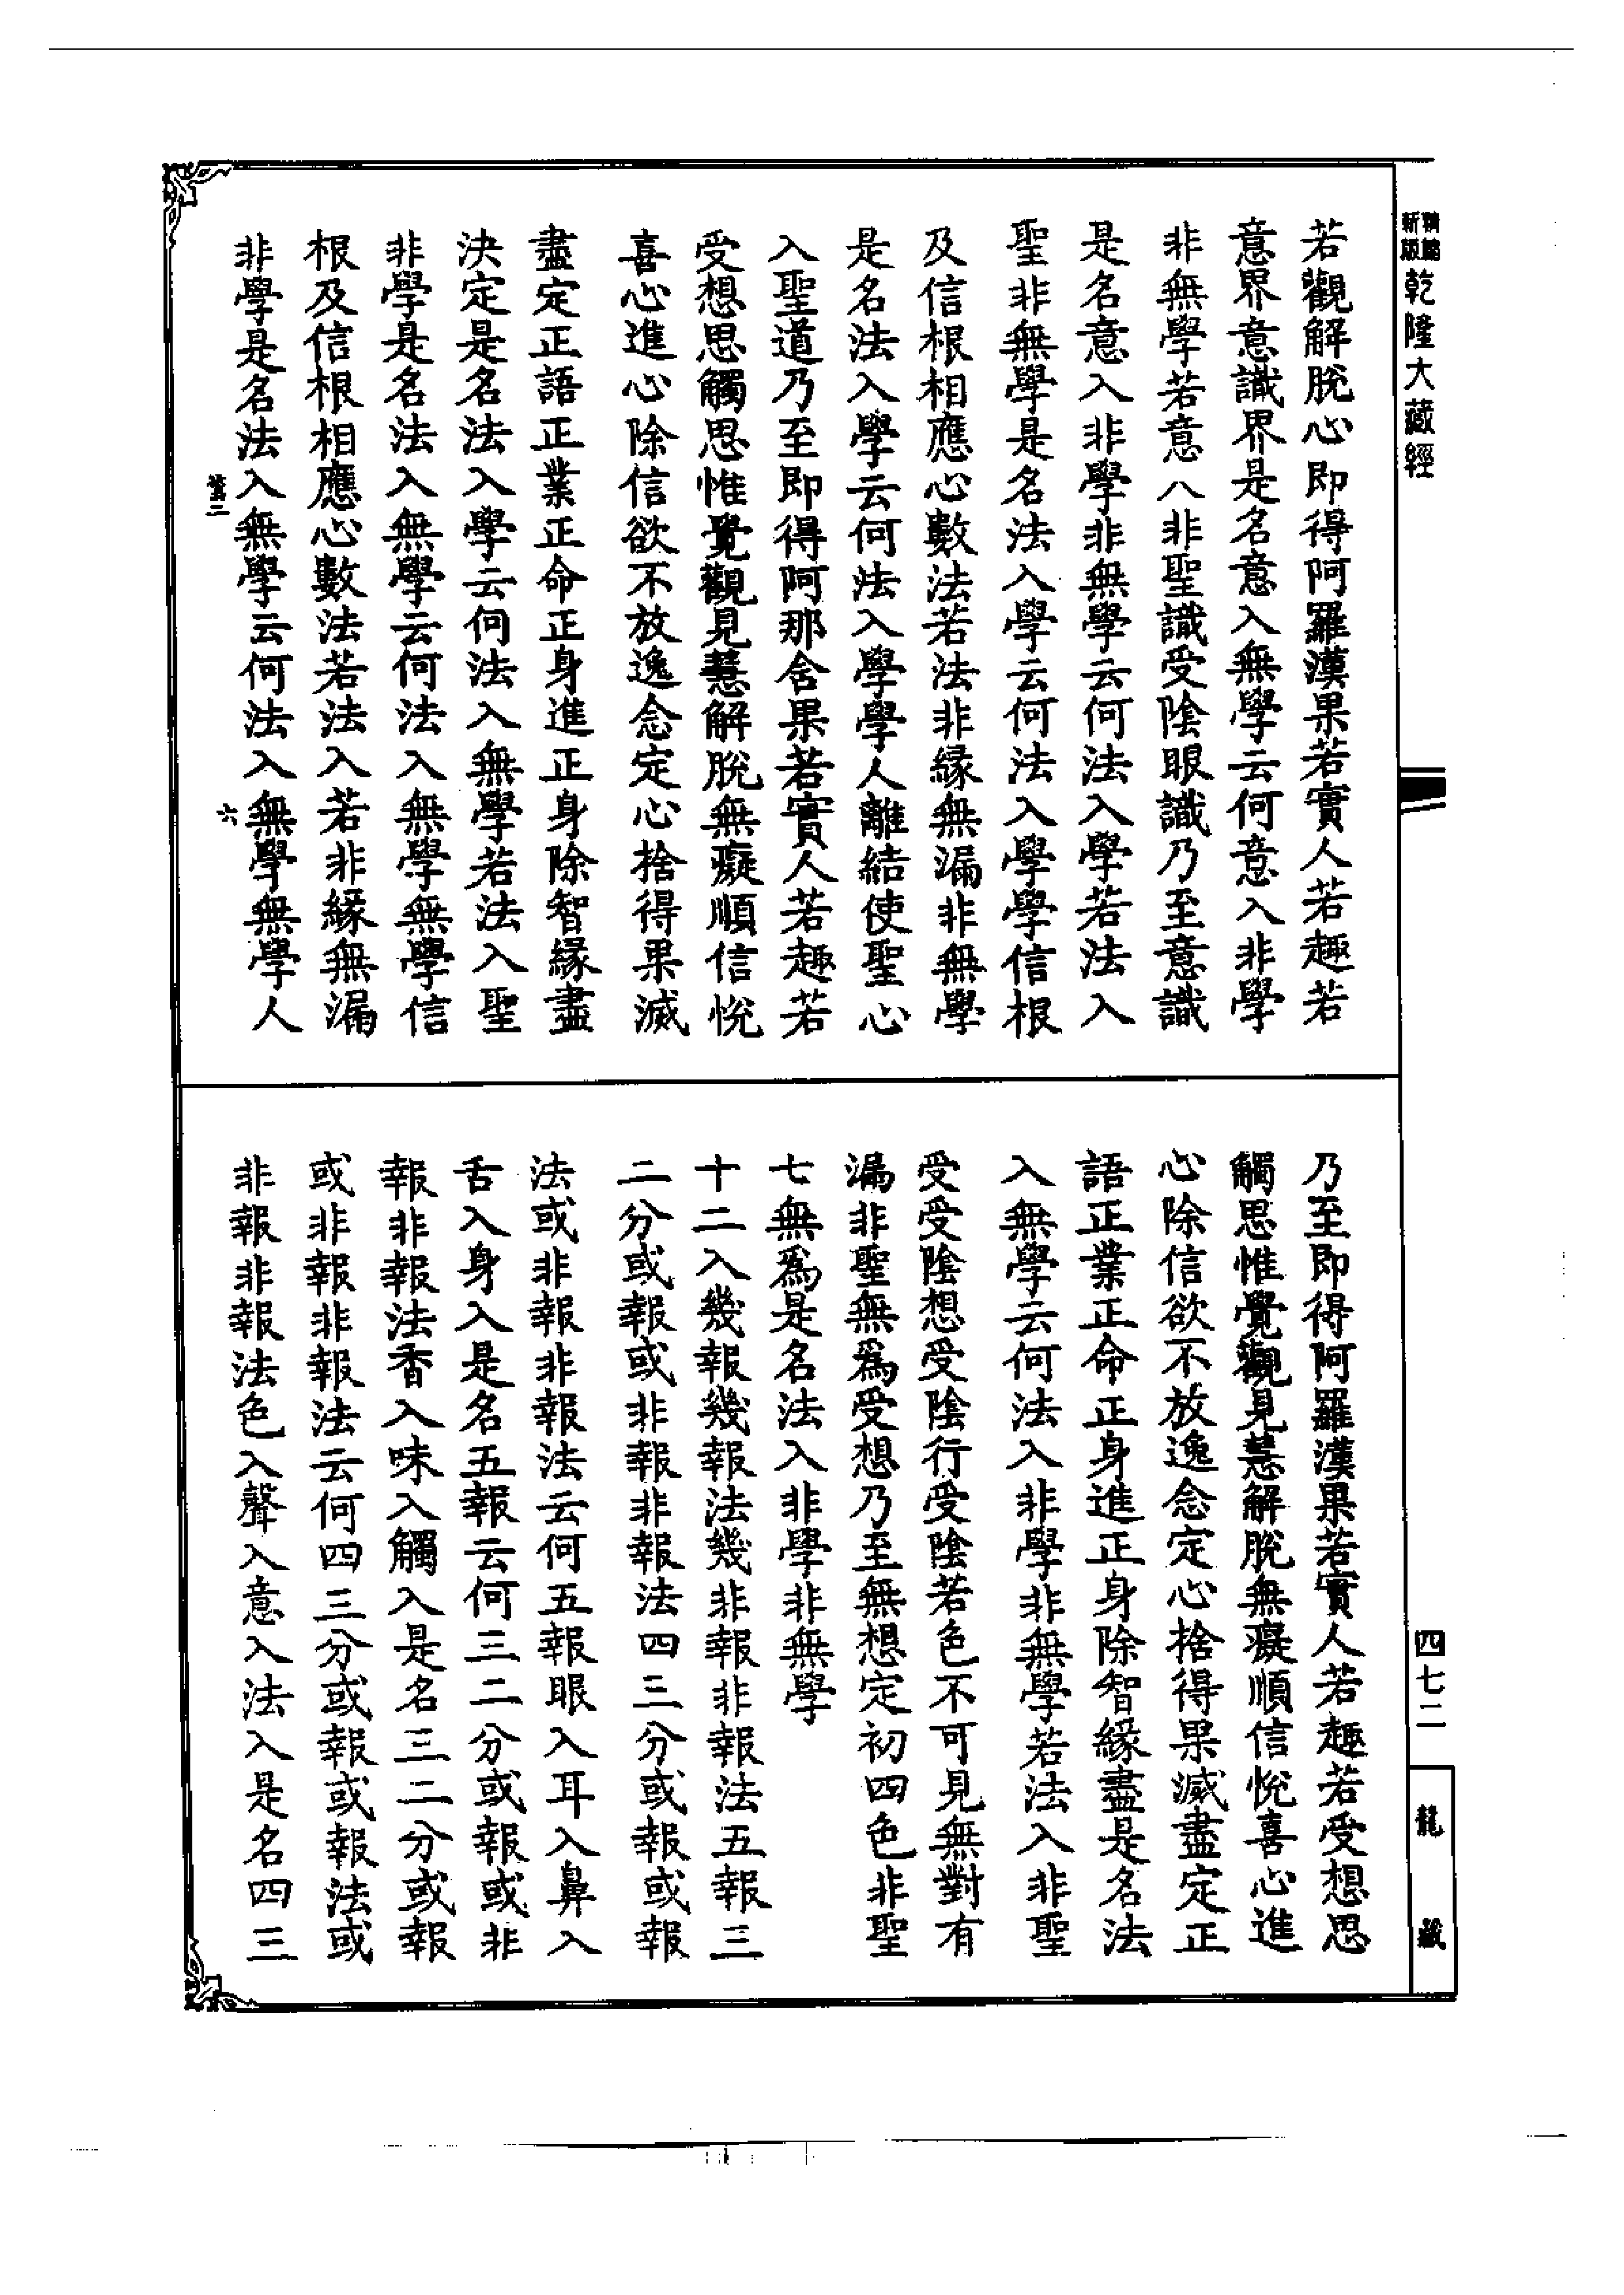 新版
精縮
乾隆大藏經
若觀解脫心即得阿羅漢果若實人若趣若
意界意識界是名意入無學云何意入非學
非無學若意入非聖識受陰眼識乃至意識
是名意入非學非無學云何法入學若法入
聖非無學是名法入學云何法入學學信根
及信根相應心數法若法非緣無漏非無學
是名法入學云何法入學學人離結使聖心
入聖道乃至即得阿那含果若實人若趣若
受想思觸思惟覺觀見慧解脫無癡順信悅
喜心進心除信欲不放逸念定心捨得果滅
盡定正語正業正命正身進正身除智緣盡
決定是名法入學云何法入無學若法入聖
非學是名法入無學云何法入無學無學信
根及信根相應心數法若法入若非緣無漏
非學是名法入無學云何法入無學無學人
六
乃至即得阿羅漢果若實人若趣若受想思
觸思惟覺觀見慧解脫無癡順信悅喜心進
心除信欲不放逸念定心捨得果滅盡定正
語正業正命正身進正身除智緣盡是名法
入無學云何法入非學非無學若法入非聖
受受陰想受陰行受陰若色不可見無對有
漏非聖無為受想乃至無想定初四色非聖
七無為是名法入非學非無學
十二入幾報幾報法幾非報非報法五報三
二分或報或非報非報法四三分或報或報
法或非報非報法云何五報眼入耳入鼻入
舌入身入是名五報云何三二分或報或非
報非報法香入味入觸入是名三二分或報
或非報非報法云何四三分或報或報法或
非報非報法色入聲入意入法入是名四三
四七二
龍藏